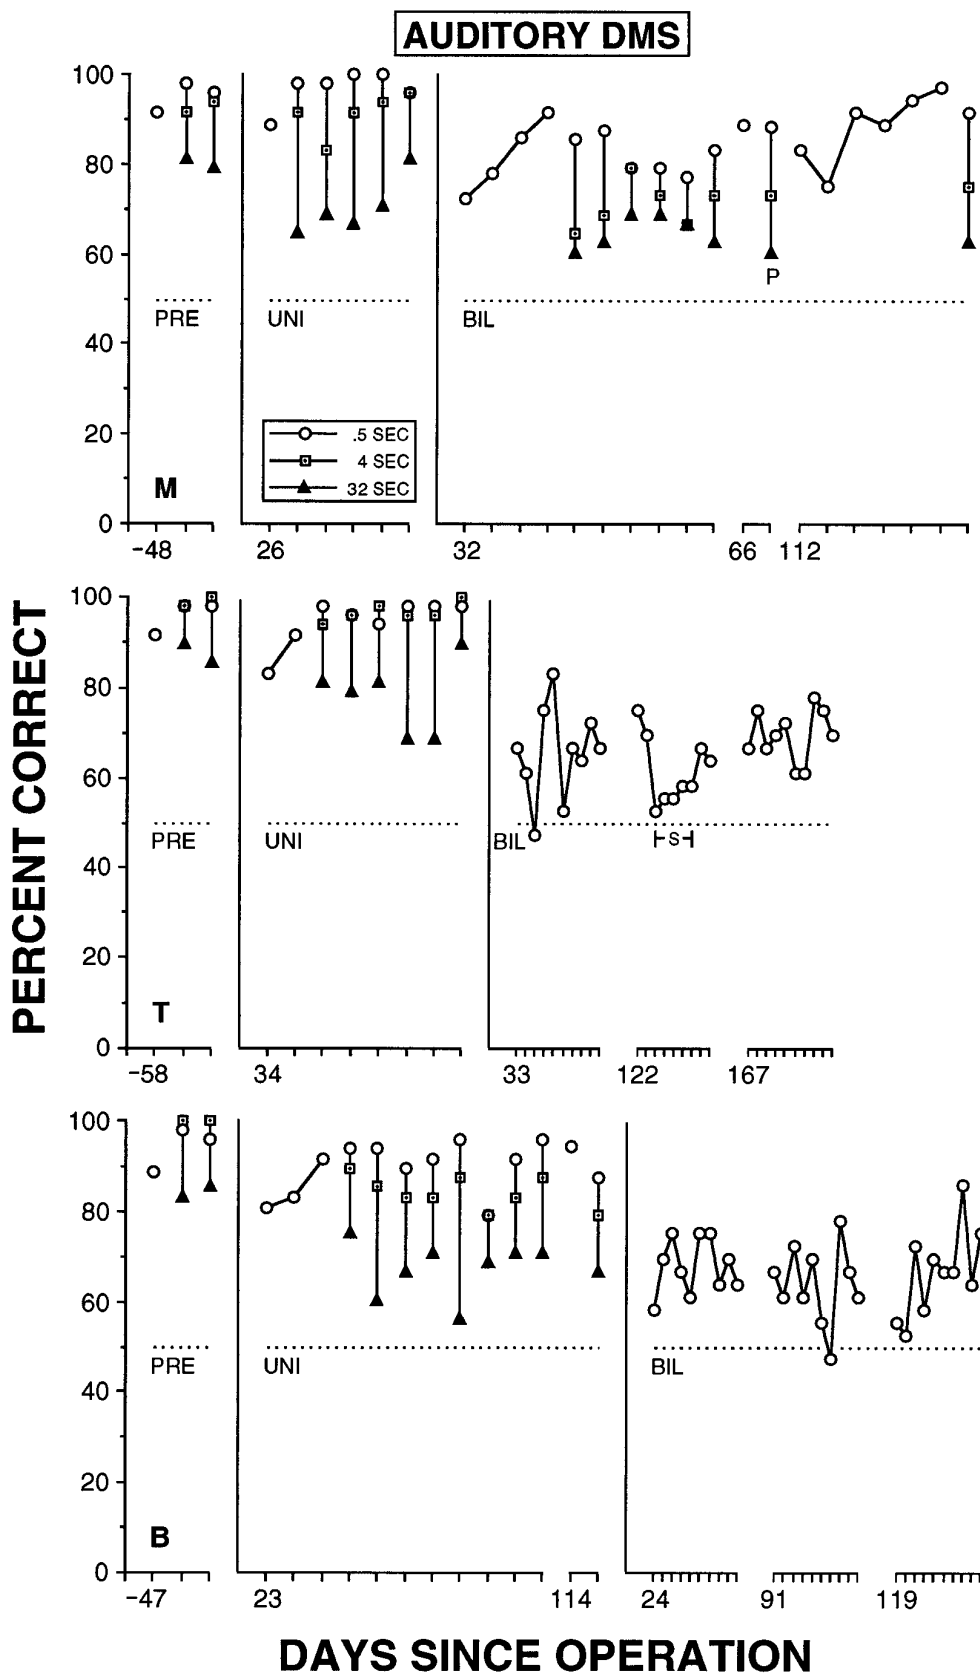 AUDITORY DMS
PERCENT CORRECT
100
80
60
40
20
0
P
PRE
UNI
BIL
.5 SEC
4 SEC
32 SEC
M
-48
26
32
66
112
100
80
60
40
20
0
PRE
UNI
BIL
S
T
-58
34
33
122
167
100
80
60
40
20
0
PRE
UNI
BIL
B
-47
23
114
24
91
119
DAYS SINCE OPERATION